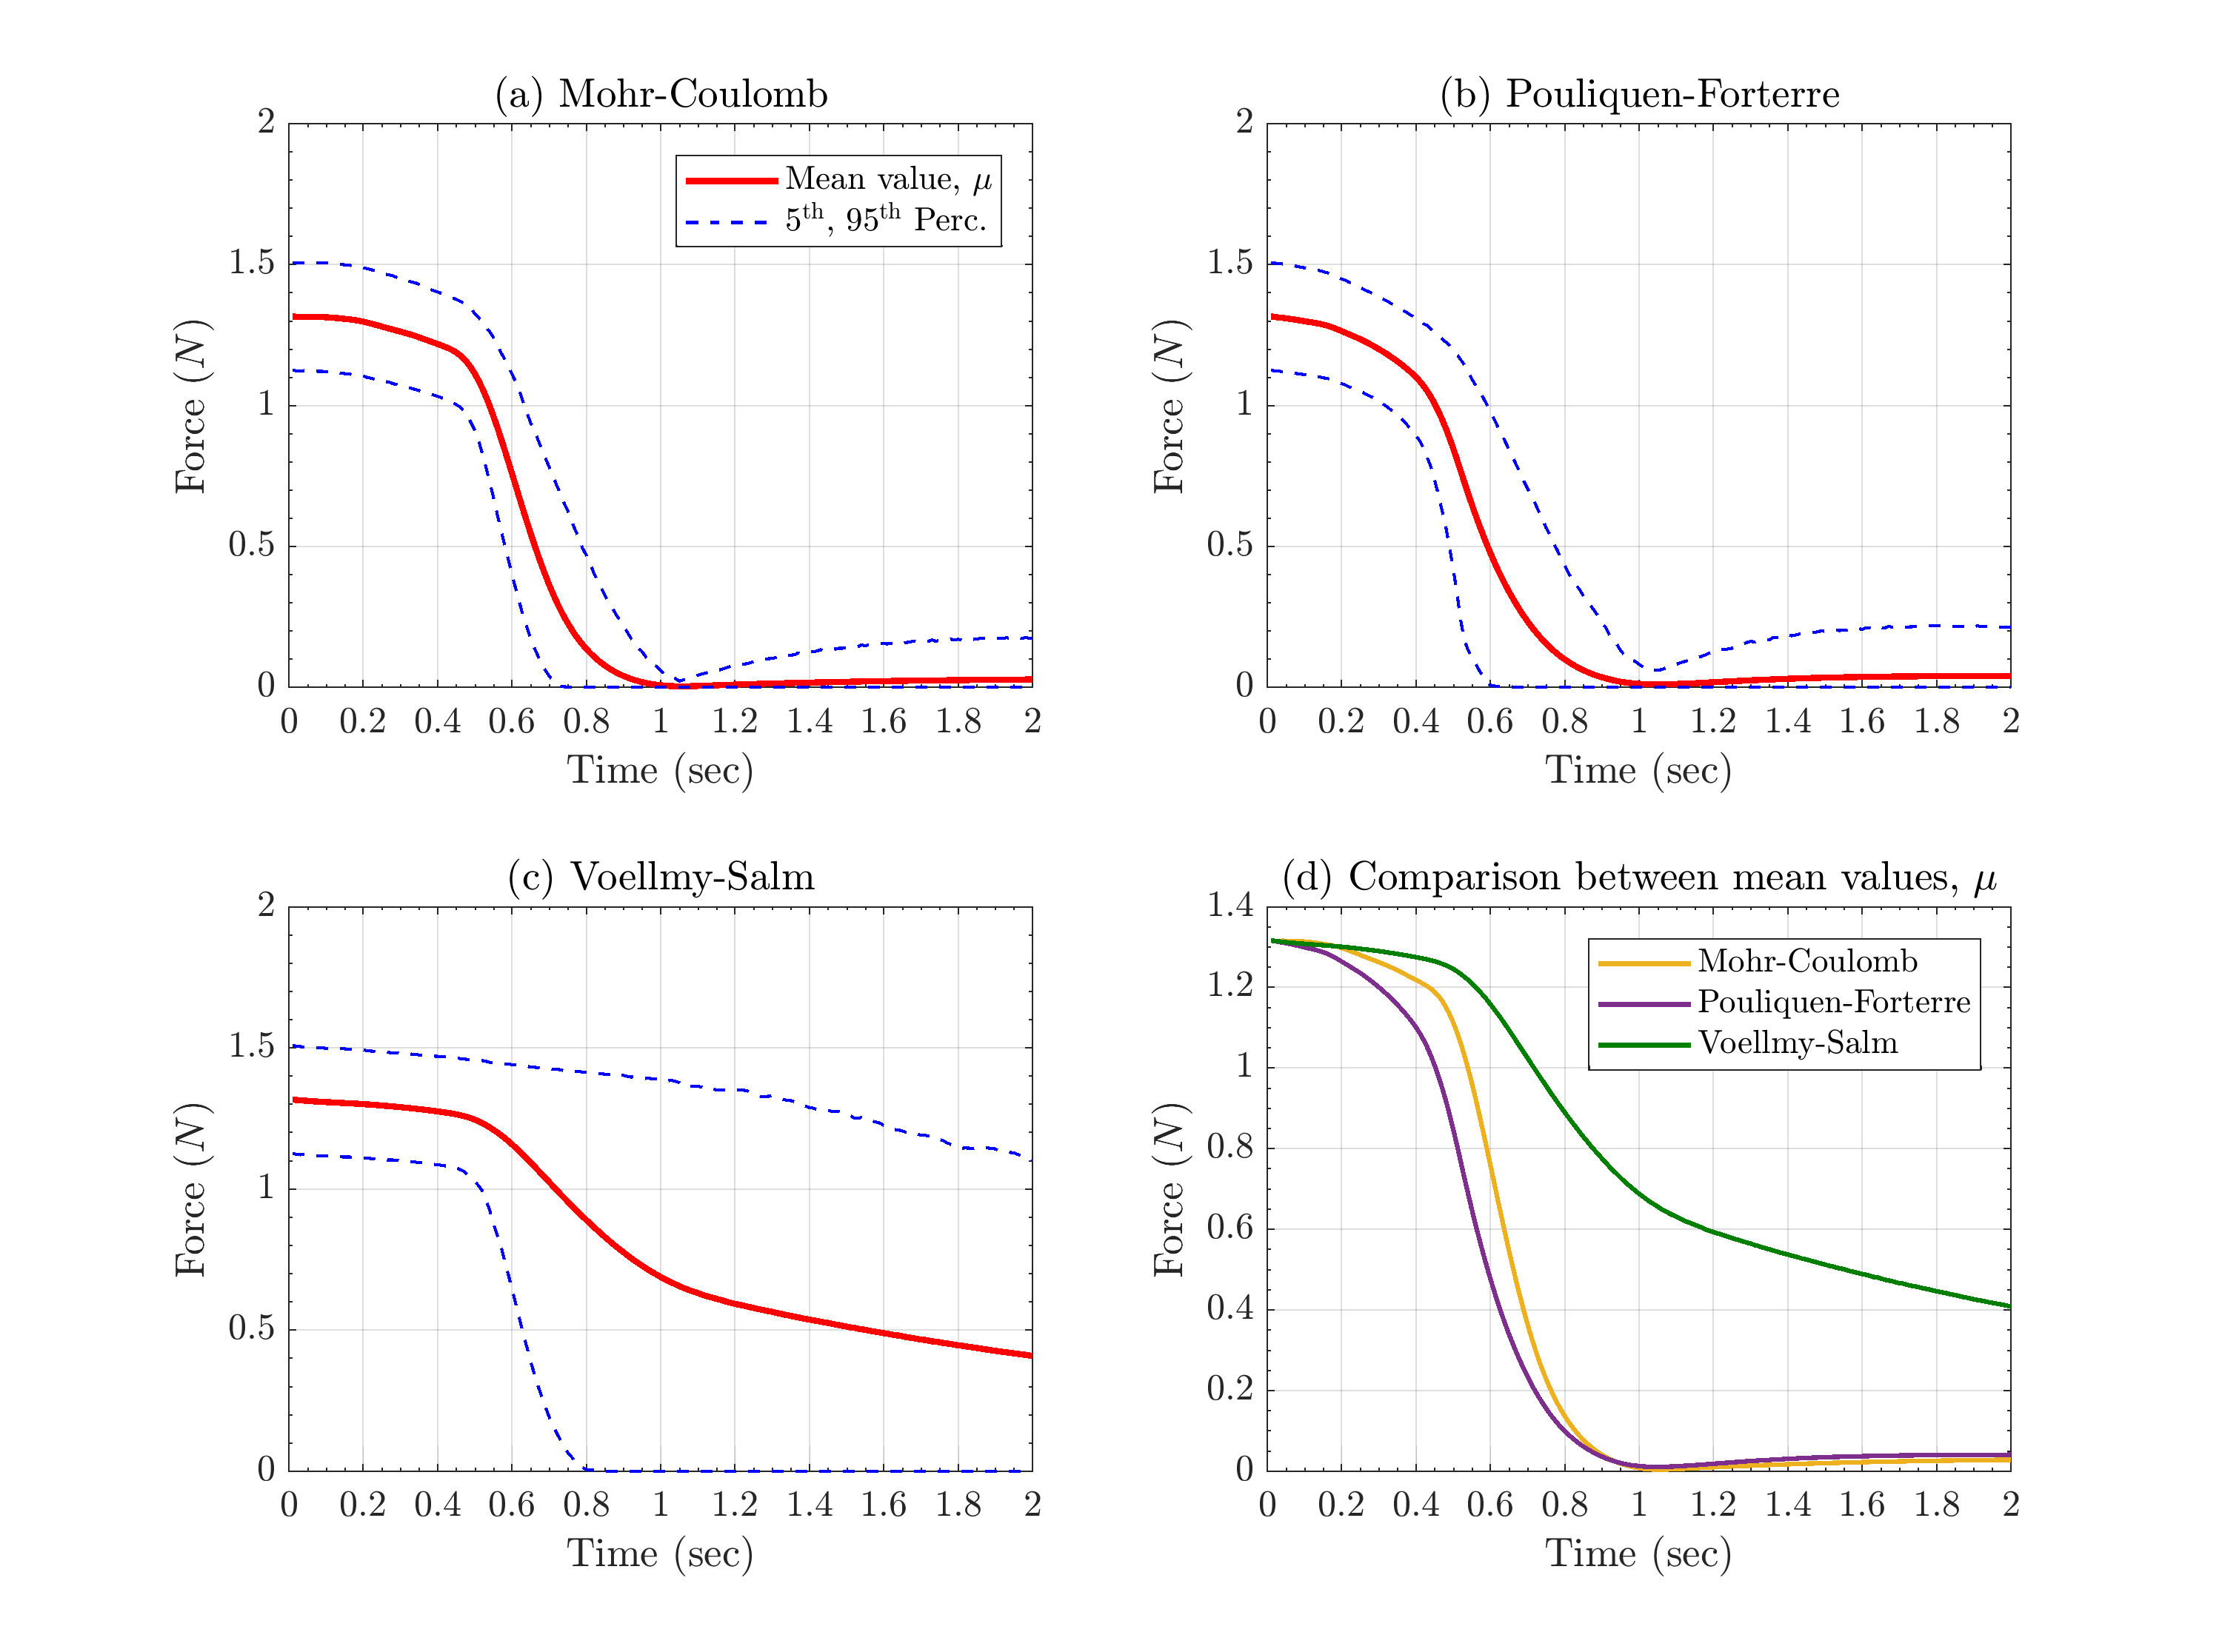 (a) Mohr-Coulomb
2
1.5
1
0.5
0
Force (N)
Mean value, μ
5th, 95th Perc.
0 0.2 0.4 0.6 0.8 1 1.2 1.4 1.6 1.8 2
Time (sec)
(b) Pouliquen-Forterre
2
1.5
1
0.5
0
Force (N)
0 0.2 0.4 0.6 0.8 1 1.2 1.4 1.6 1.8 2
Time (sec)
(c) Voellmy-Salm
2
1.5
1
0.5
0
Force (N)
0 0.2 0.4 0.6 0.8 1 1.2 1.4 1.6 1.8 2
Time (sec)
(d) Comparison between mean values, μ
1.4
1.2
1
0.8
0.6
0.4
0.2
0
Force (N)
Mohr-Coulomb
Pouliquen-Forterre
Voellmy-Salm
0 0.2 0.4 0.6 0.8 1 1.2 1.4 1.6 1.8 2
Time (sec)